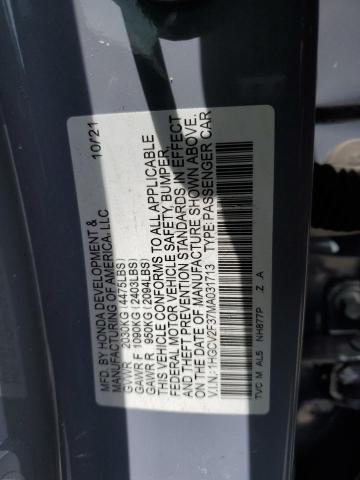 MFD. BY HONDA DEVELOPMENT &
MANUFACTURING OF AMERICA, LLC 10/21
GVWR 2030KG(4475LBS)
GAWR F 1090KG(2403LBS)
GAWR R 950KG(2094LBS)
THIS VEHICLE CONFORMS TO ALL APPLICABLE
FEDERAL MOTOR VEHICLE SAFETY, BUMPER,
AND THEFT PREVENTION STANDARDS IN EFFECT
ON THE DATE OF MANUFACTURE SHOWN ABOVE.
V.I.N.: 1HGCV2F37MA031713 TYPE:PASSENGER CAR
TVC M AL5 NH877P Z A